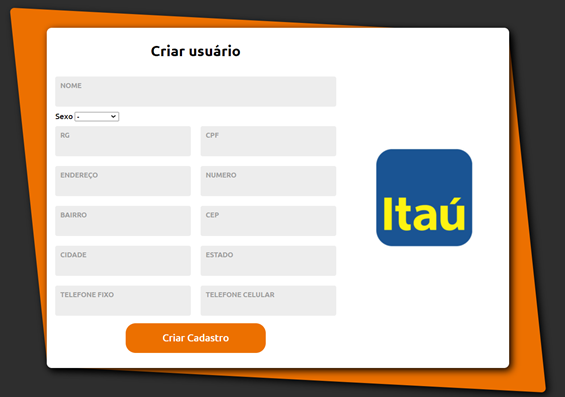 Criar usuário
NOME
Sexo -
RG CPF
ENDEREÇO NUMERO
BAIRRO CEP
CIDADE ESTADO
TELEFONE FIXO TELEFONE CELULAR
Criar Cadastro
Itaú